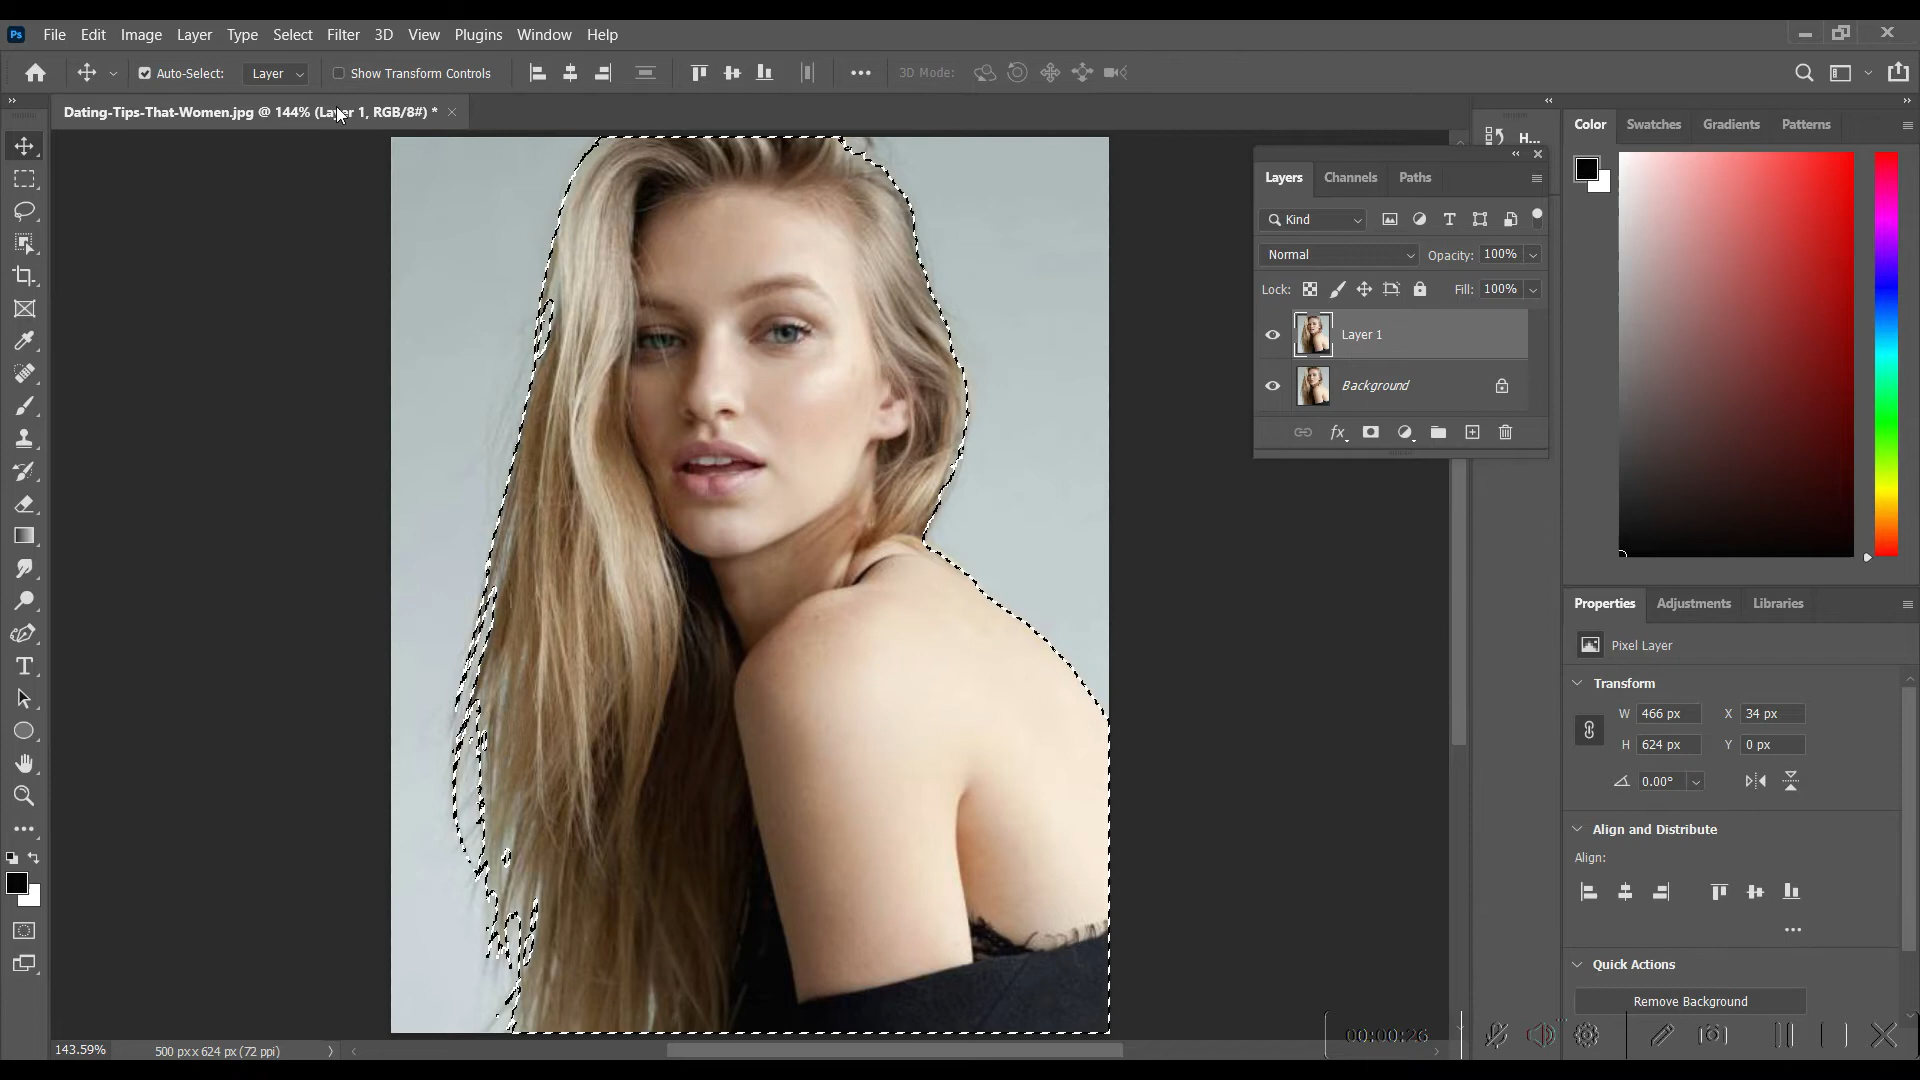 Ps File Edit Image Layer Type Select Filter 3D View Plugins Window Help
Auto-Select: Layer Show Transform Controls 3D Mode:
Dating-Tips-That-Women.jpg @ 144% (Layer 1, RGB/8#) *
H...
Layers Channels Paths
Kind
Normal Opacity: 100%
Lock: Fill: 100%
Layer 1
Background
fx
Color Swatches Gradients Patterns
Properties Adjustments Libraries
Pixel Layer
Transform
W 466 px X 34 px
H 624 px Y 0 px
0.00°
Align and Distribute
Align:
Quick Actions
Remove Background
143.59% 500 px x 624 px (72 ppi)
00:00:26